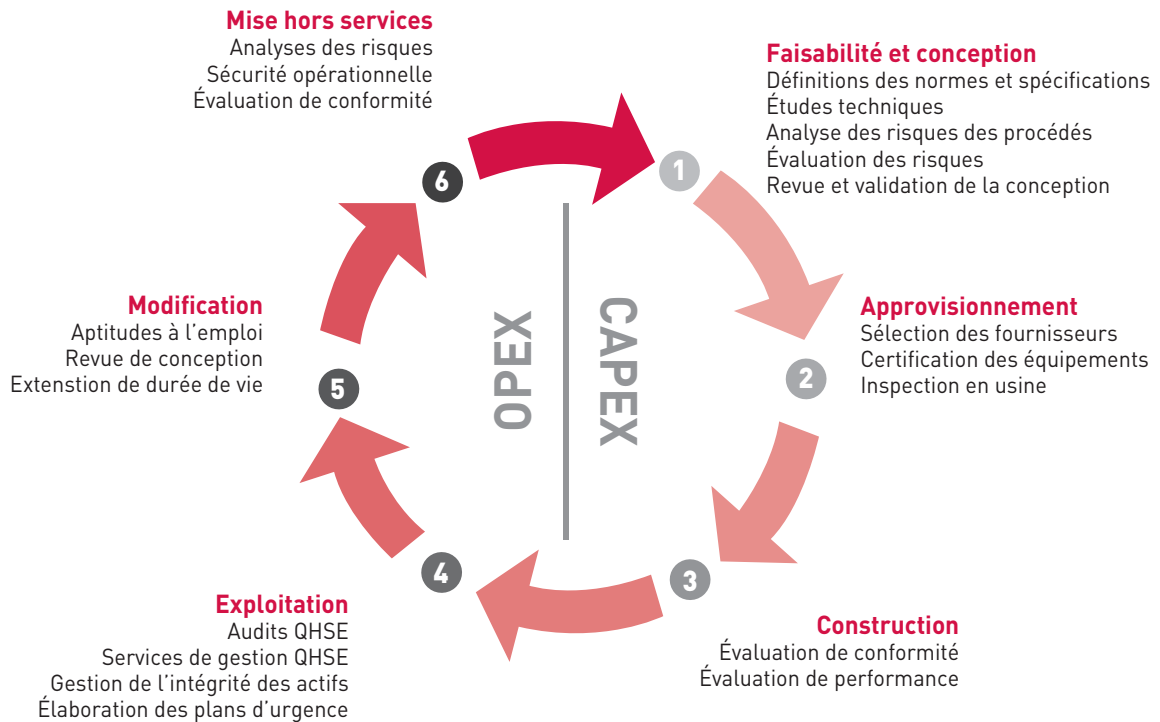 Mise hors services
Analyses des risques
Sécurité opérationnelle
Évaluation de conformité
6
1
Faisabilité et conception
Définitions des normes et spécifications
Études techniques
Analyse des risques des procédés
Évaluation des risques
Revue et validation de la conception
Modification
Aptitudes à l’emploi
Revue de conception
Extenstion de durée de vie
5
OPEX
CAPEX
2
Approvisionnement
Sélection des fournisseurs
Certification des équipements
Inspection en usine
4
Exploitation
Audits QHSE
Services de gestion QHSE
Gestion de l’intégrité des actifs
Élaboration des plans d’urgence
3
Construction
Évaluation de conformité
Évaluation de performance